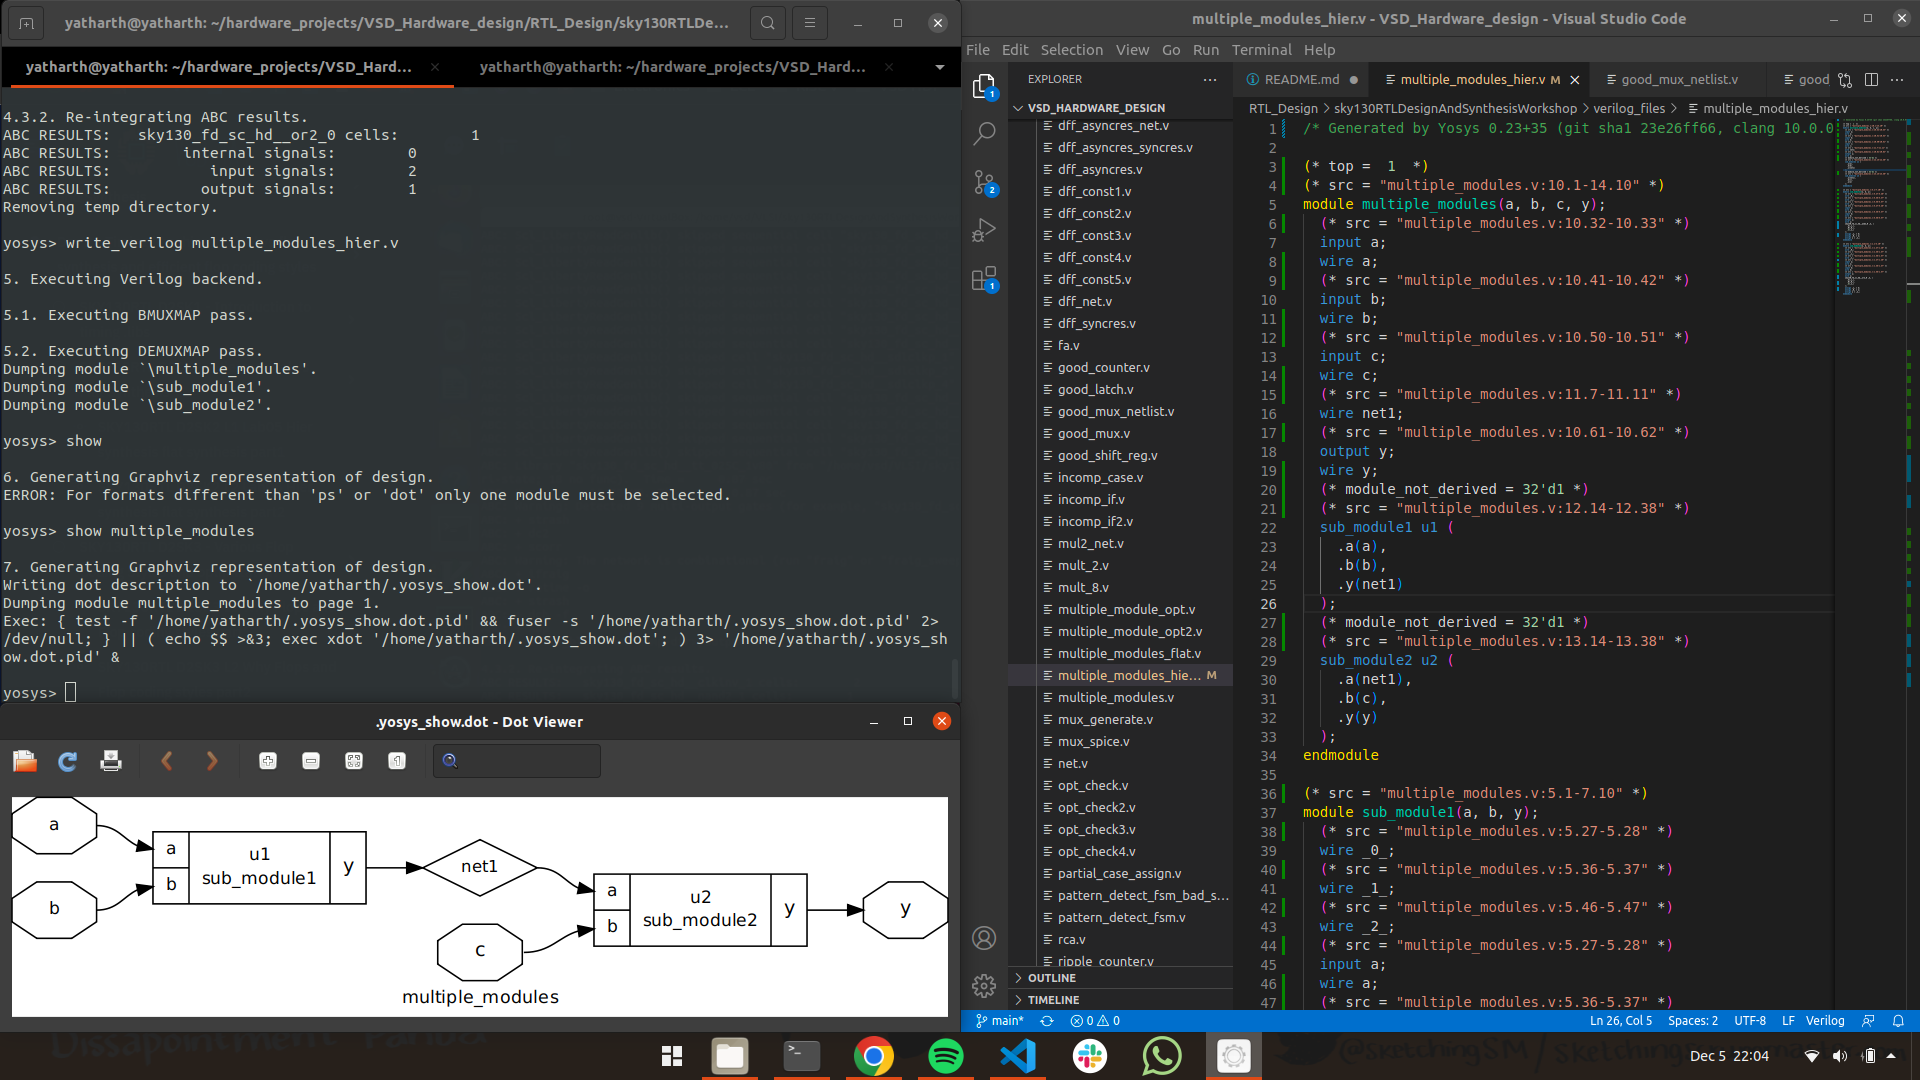 yatharth@yatharth: ~/hardware_projects/VSD_Hardware_design/RTL_Design/sky130RTLDe...
yatharth@yatharth: ~/hardware_projects/VSD_Hard...
yatharth@yatharth: ~/hardware_projects/VSD_Hard...
4.3.2. Re-integrating ABC results.
ABC RESULTS:   sky130_fd_sc_hd__or2_0 cells:        1
ABC RESULTS:        internal signals:        0
ABC RESULTS:           input signals:        2
ABC RESULTS:          output signals:        1
Removing temp directory.
yosys> write_verilog multiple_modules_hier.v
5. Executing Verilog backend.
5.1. Executing BMUXMAP pass.
5.2. Executing DEMUXMAP pass.
Dumping module `\multiple_modules'.
Dumping module `\sub_module1'.
Dumping module `\sub_module2'.
yosys> show
6. Generating Graphviz representation of design.
ERROR: For formats different than 'ps' or 'dot' only one module must be selected.
yosys> show multiple_modules
7. Generating Graphviz representation of design.
Writing dot description to `/home/yatharth/.yosys_show.dot'.
Dumping module multiple_modules to page 1.
Exec: { test -f '/home/yatharth/.yosys_show.dot.pid' && fuser -s '/home/yatharth/.yosys_show.dot.pid' 2>
/dev/null; } || ( echo $$ >&3; exec xdot '/home/yatharth/.yosys_show.dot'; ) 3> '/home/yatharth/.yosys_sh
ow.dot.pid' &
yosys>
.yosys_show.dot - Dot Viewer
a
b
a
b
u1
sub_module1
y
net1
c
a
b
u2
sub_module2
y
y
multiple_modules
multiple_modules_hier.v - VSD_Hardware_design - Visual Studio Code
File Edit Selection View Go Run Terminal Help
EXPLORER
README.md
multiple_modules_hier.v M
good_mux_netlist.v
good
VSD_HARDWARE_DESIGN
RTL_Design > sky130RTLDesignAndSynthesisWorkshop > verilog_files > multiple_modules_hier.v
1
2
1
dff_asyncres_net.v
dff_asyncres_syncres.v
dff_asyncres.v
dff_const1.v
dff_const2.v
dff_const3.v
dff_const4.v
dff_const5.v
dff_net.v
dff_syncres.v
fa.v
good_counter.v
good_latch.v
good_mux_netlist.v
good_mux.v
good_shift_reg.v
incomp_case.v
incomp_if.v
incomp_if2.v
mul2_net.v
mult_2.v
mult_8.v
multiple_module_opt.v
multiple_module_opt2.v
multiple_modules_flat.v
multiple_modules_hie... M
multiple_modules.v
mux_generate.v
mux_spice.v
net.v
opt_check.v
opt_check2.v
opt_check3.v
opt_check4.v
partial_case_assign.v
pattern_detect_fsm_bad_s...
pattern_detect_fsm.v
rca.v
ripple_counter.v
OUTLINE
TIMELINE
1 /* Generated by Yosys 0.23+35 (git sha1 23e26ff66, clang 10.0.0
2
3 (* top =  1  *)
4 (* src = "multiple_modules.v:10.1-14.10" *)
5 module multiple_modules(a, b, c, y);
6   (* src = "multiple_modules.v:10.32-10.33" *)
7   input a;
8   wire a;
9   (* src = "multiple_modules.v:10.41-10.42" *)
10   input b;
11   wire b;
12   (* src = "multiple_modules.v:10.50-10.51" *)
13   input c;
14   wire c;
15   (* src = "multiple_modules.v:11.7-11.11" *)
16   wire net1;
17   (* src = "multiple_modules.v:10.61-10.62" *)
18   output y;
19   wire y;
20   (* module_not_derived = 32'd1 *)
21   (* src = "multiple_modules.v:12.14-12.38" *)
22   sub_module1 u1 (
23     .a(a),
24     .b(b),
25     .y(net1)
26   );
27   (* module_not_derived = 32'd1 *)
28   (* src = "multiple_modules.v:13.14-13.38" *)
29   sub_module2 u2 (
30     .a(net1),
31     .b(c),
32     .y(y)
33   );
34 endmodule
35
36 (* src = "multiple_modules.v:5.1-7.10" *)
37 module sub_module1(a, b, y);
38   (* src = "multiple_modules.v:5.27-5.28" *)
39   wire _0_;
40   (* src = "multiple_modules.v:5.36-5.37" *)
41   wire _1_;
42   (* src = "multiple_modules.v:5.46-5.47" *)
43   wire _2_;
44   (* src = "multiple_modules.v:5.27-5.28" *)
45   input a;
46   wire a;
47   (* src = "multiple_modules.v:5.36-5.37" *)
main* 0 0 Ln 26, Col 5 Spaces: 2 UTF-8 LF Verilog
Dissapointment
@sketchingSM/
Dec 5 22:04